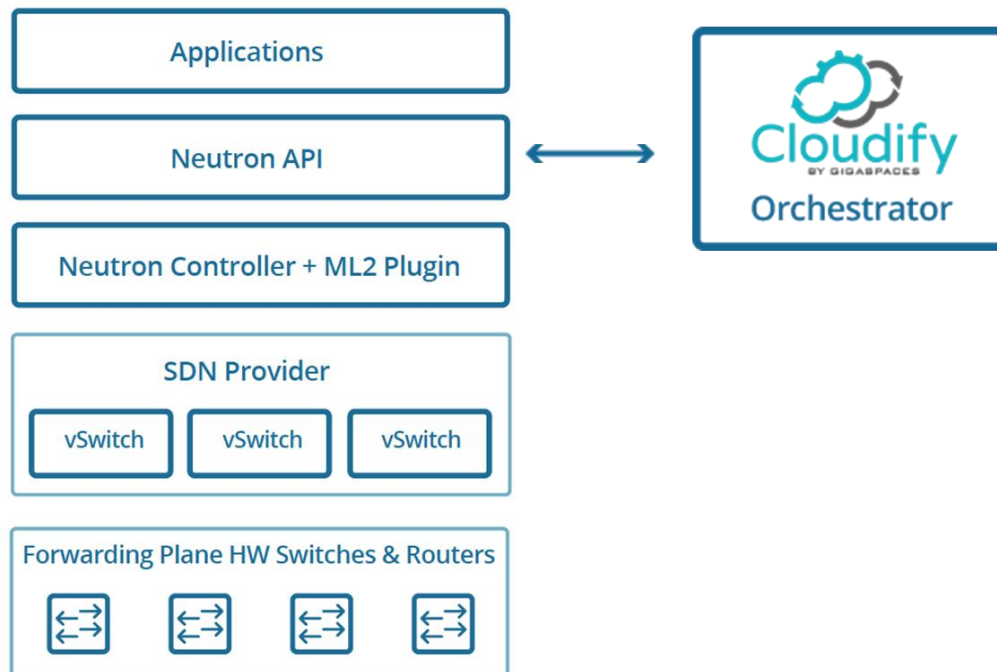 Applications
Neutron API
Cloudify
BY GIGASPACES
Orchestrator
Neutron Controller + ML2 Plugin
SDN Provider
vSwitch vSwitch vSwitch
Forwarding Plane HW Switches & Routers